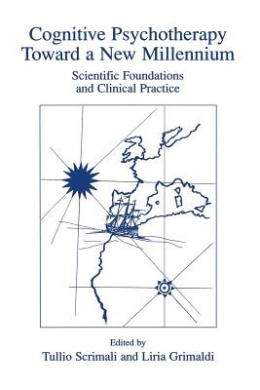 Cognitive Psychotherapy
Toward a New Millennium
Scientific Foundations
and Clinical Practice
Edited by
Tullio Scrimali and Liria Grimaldi